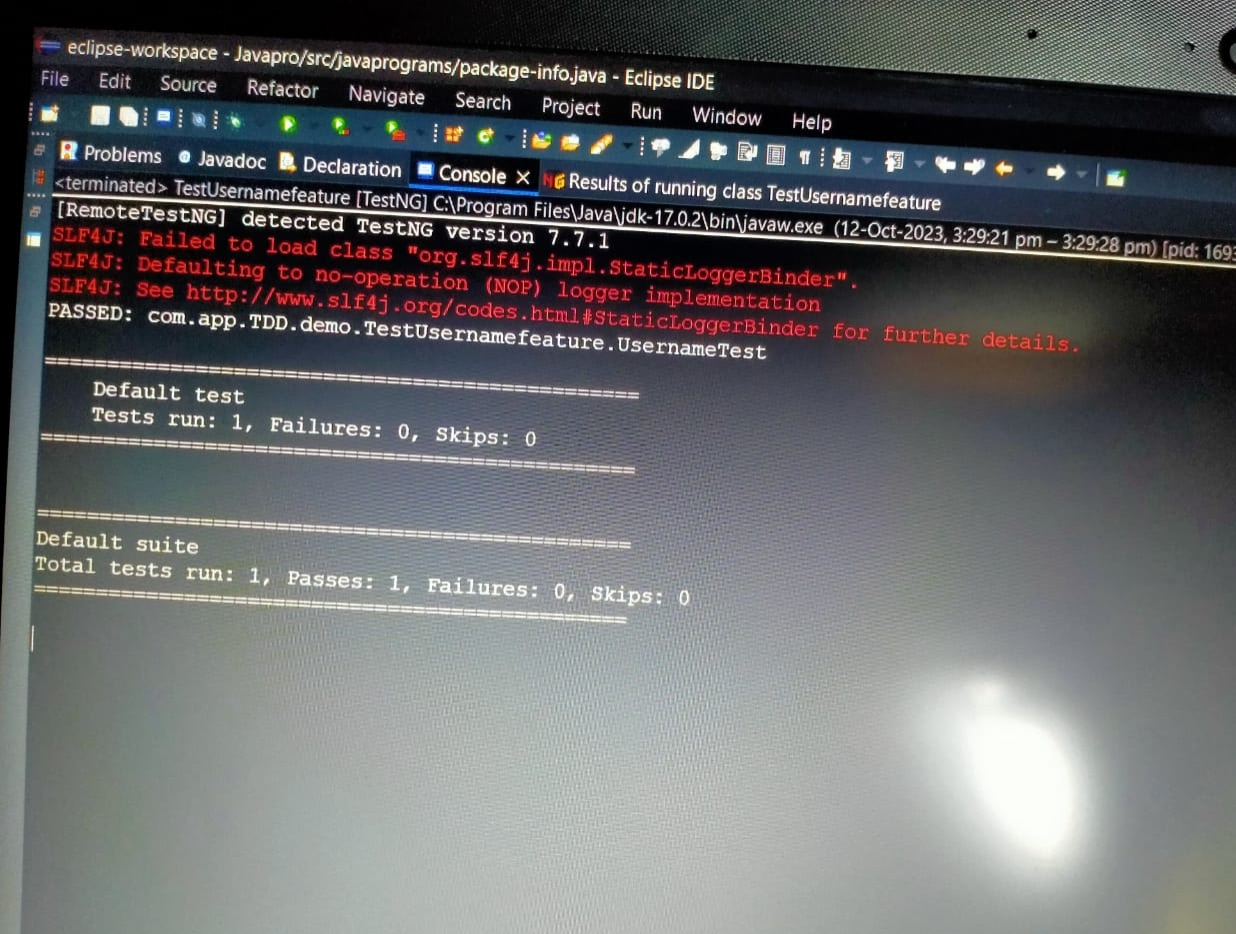 eclipse-workspace - Javapro/src/javaprograms/package-info.java - Eclipse IDE
File Edit Source Refactor Navigate Search Project Run Window Help
Problems Javadoc Declaration Console Results of running class TestUsernamefeature
<terminated> TestUsernamefeature [TestNG] C:\Program Files\Java\jdk-17.0.2\bin\javaw.exe (12-Oct-2023, 3:29:21 pm – 3:29:28 pm) [pid: 1693
[RemoteTestNG] detected TestNG version 7.7.1
SLF4J: Failed to load class "org.slf4j.impl.StaticLoggerBinder".
SLF4J: Defaulting to no-operation (NOP) logger implementation
SLF4J: See http://www.slf4j.org/codes.html#StaticLoggerBinder for further details.
PASSED: com.app.TDD.demo.TestUsernamefeature.UsernameTest
===============================================
Default test
Tests run: 1, Failures: 0, Skips: 0
===============================================
===============================================
Default suite
Total tests run: 1, Passes: 1, Failures: 0, Skips: 0
===============================================